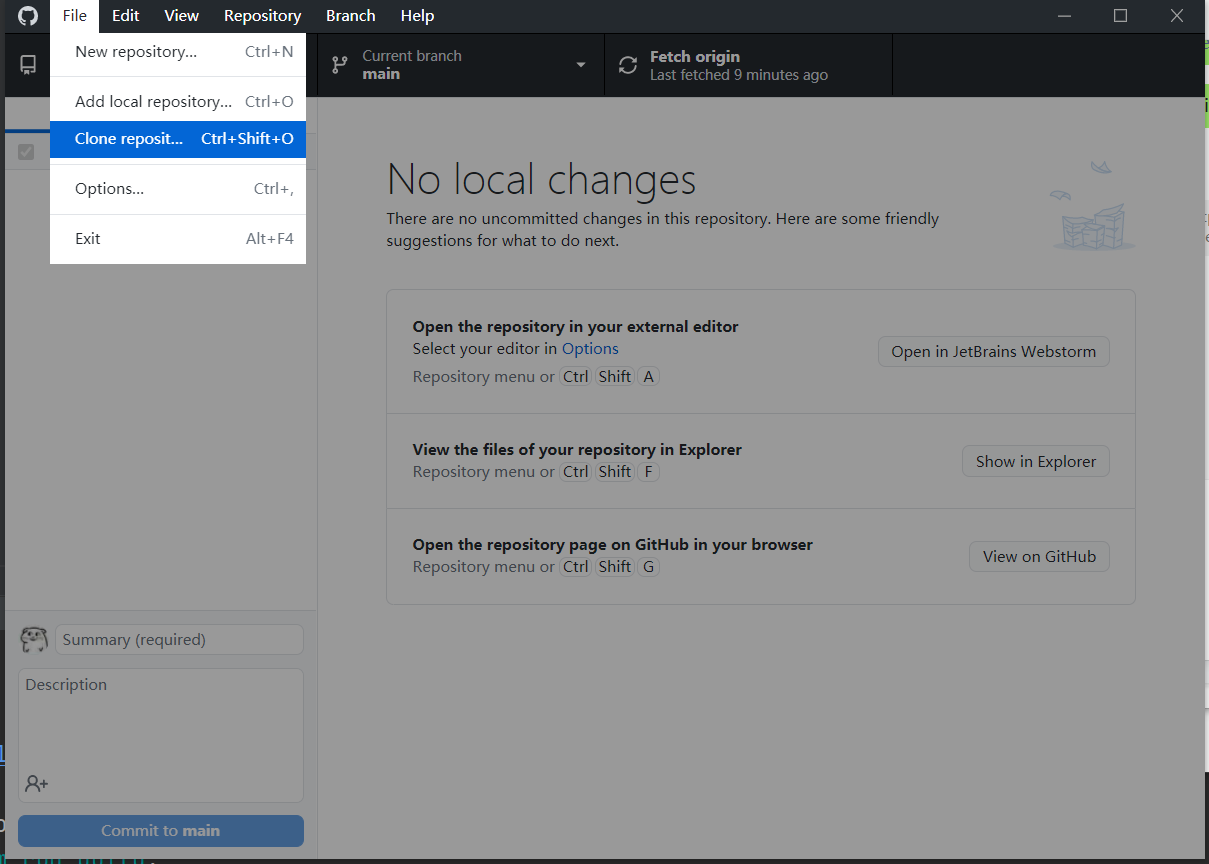 File Edit View Repository Branch Help
New repository... Ctrl+N
Add local repository... Ctrl+O
Clone reposit... Ctrl+Shift+O
Options... Ctrl+,
Exit Alt+F4
Current branch
main
Fetch origin
Last fetched 9 minutes ago
No local changes
There are no uncommitted changes in this repository. Here are some friendly
suggestions for what to do next.
Open the repository in your external editor
Select your editor in Options
Repository menu or Ctrl Shift A
Open in JetBrains Webstorm
View the files of your repository in Explorer
Repository menu or Ctrl Shift F
Show in Explorer
Open the repository page on GitHub in your browser
Repository menu or Ctrl Shift G
View on GitHub
Summary (required)
Description
Commit to main